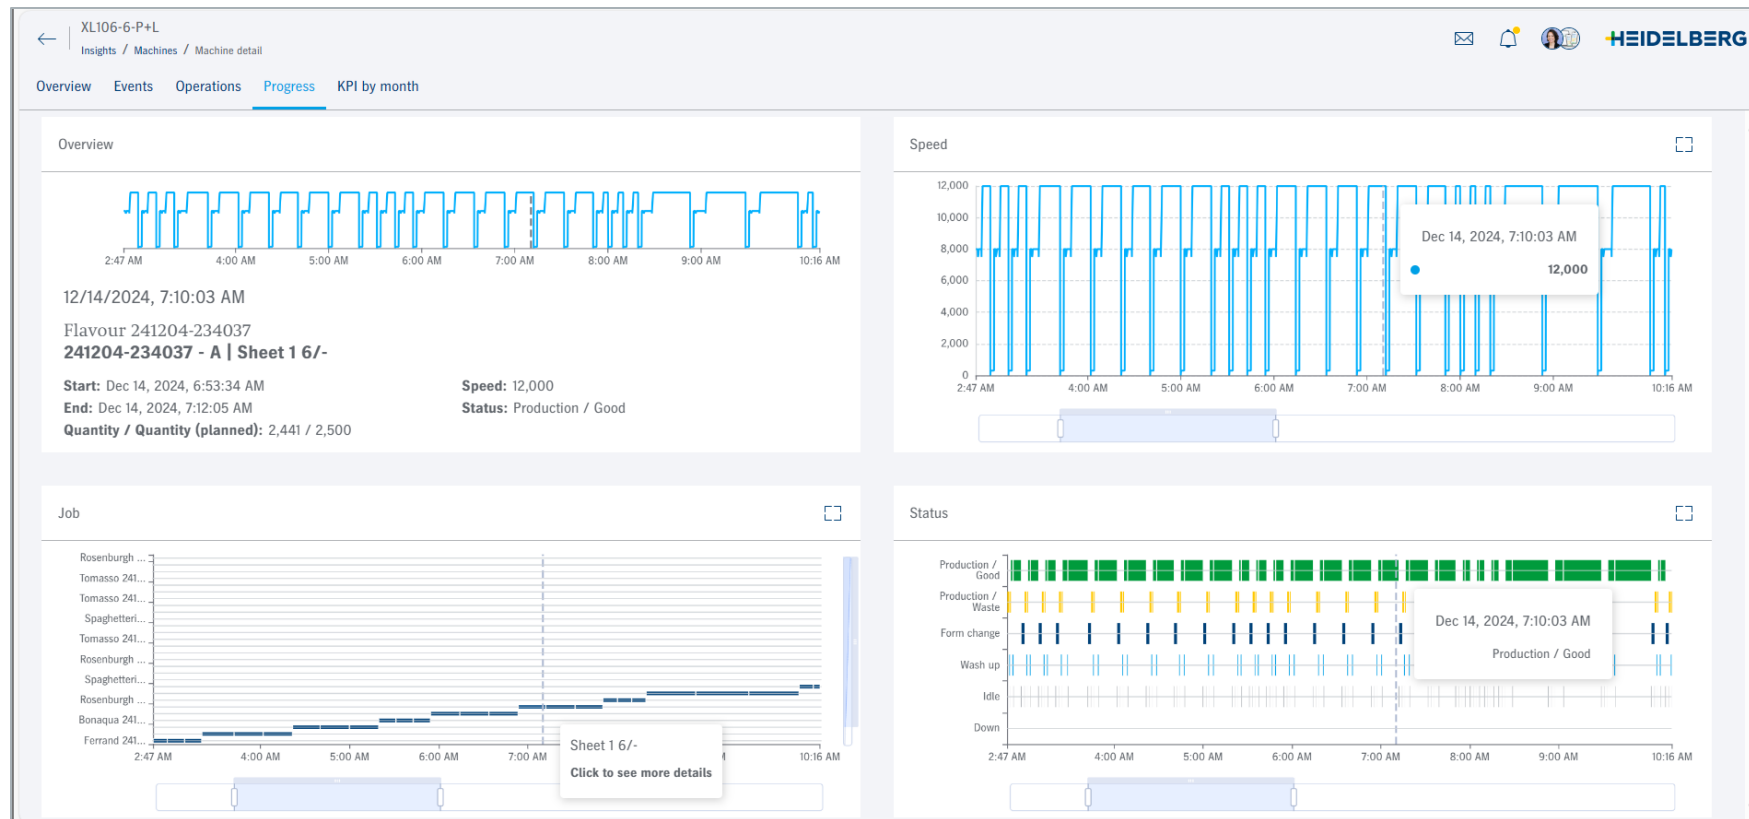 XL106-6-P+L
Insights / Machines / Machine detail
HEIDELBERG
Overview Events Operations Progress KPI by month
Overview
2:47 AM 4:00 AM 5:00 AM 6:00 AM 7:00 AM 8:00 AM 9:00 AM 10:16 AM
12/14/2024, 7:10:03 AM
Flavour 241204-234037
241204-234037 - A | Sheet 1 6/-
Start: Dec 14, 2024, 6:53:34 AM
End: Dec 14, 2024, 7:12:05 AM
Quantity / Quantity (planned): 2,441 / 2,500
Speed: 12,000
Status: Production / Good
Speed
12,000
10,000
8,000
6,000
4,000
2,000
0
2:47 AM 4:00 AM 5:00 AM 6:00 AM 7:00 AM 8:00 AM 9:00 AM 10:16 AM
Dec 14, 2024, 7:10:03 AM
12,000
Job
Rosenburgh ...
Tomasso 241...
Tomasso 241...
Spaghetteri...
Tomasso 241...
Rosenburgh ...
Spaghetteri...
Rosenburgh ...
Bonaqua 241...
Ferrand 241...
2:47 AM 4:00 AM 5:00 AM 6:00 AM 7:00 AM 10:16 AM
Sheet 1 6/-
Click to see more details
Status
Production /
Good
Production /
Waste
Form change
Wash up
Idle
Down
2:47 AM 4:00 AM 5:00 AM 6:00 AM 7:00 AM 8:00 AM 9:00 AM 10:16 AM
Dec 14, 2024, 7:10:03 AM
Production / Good